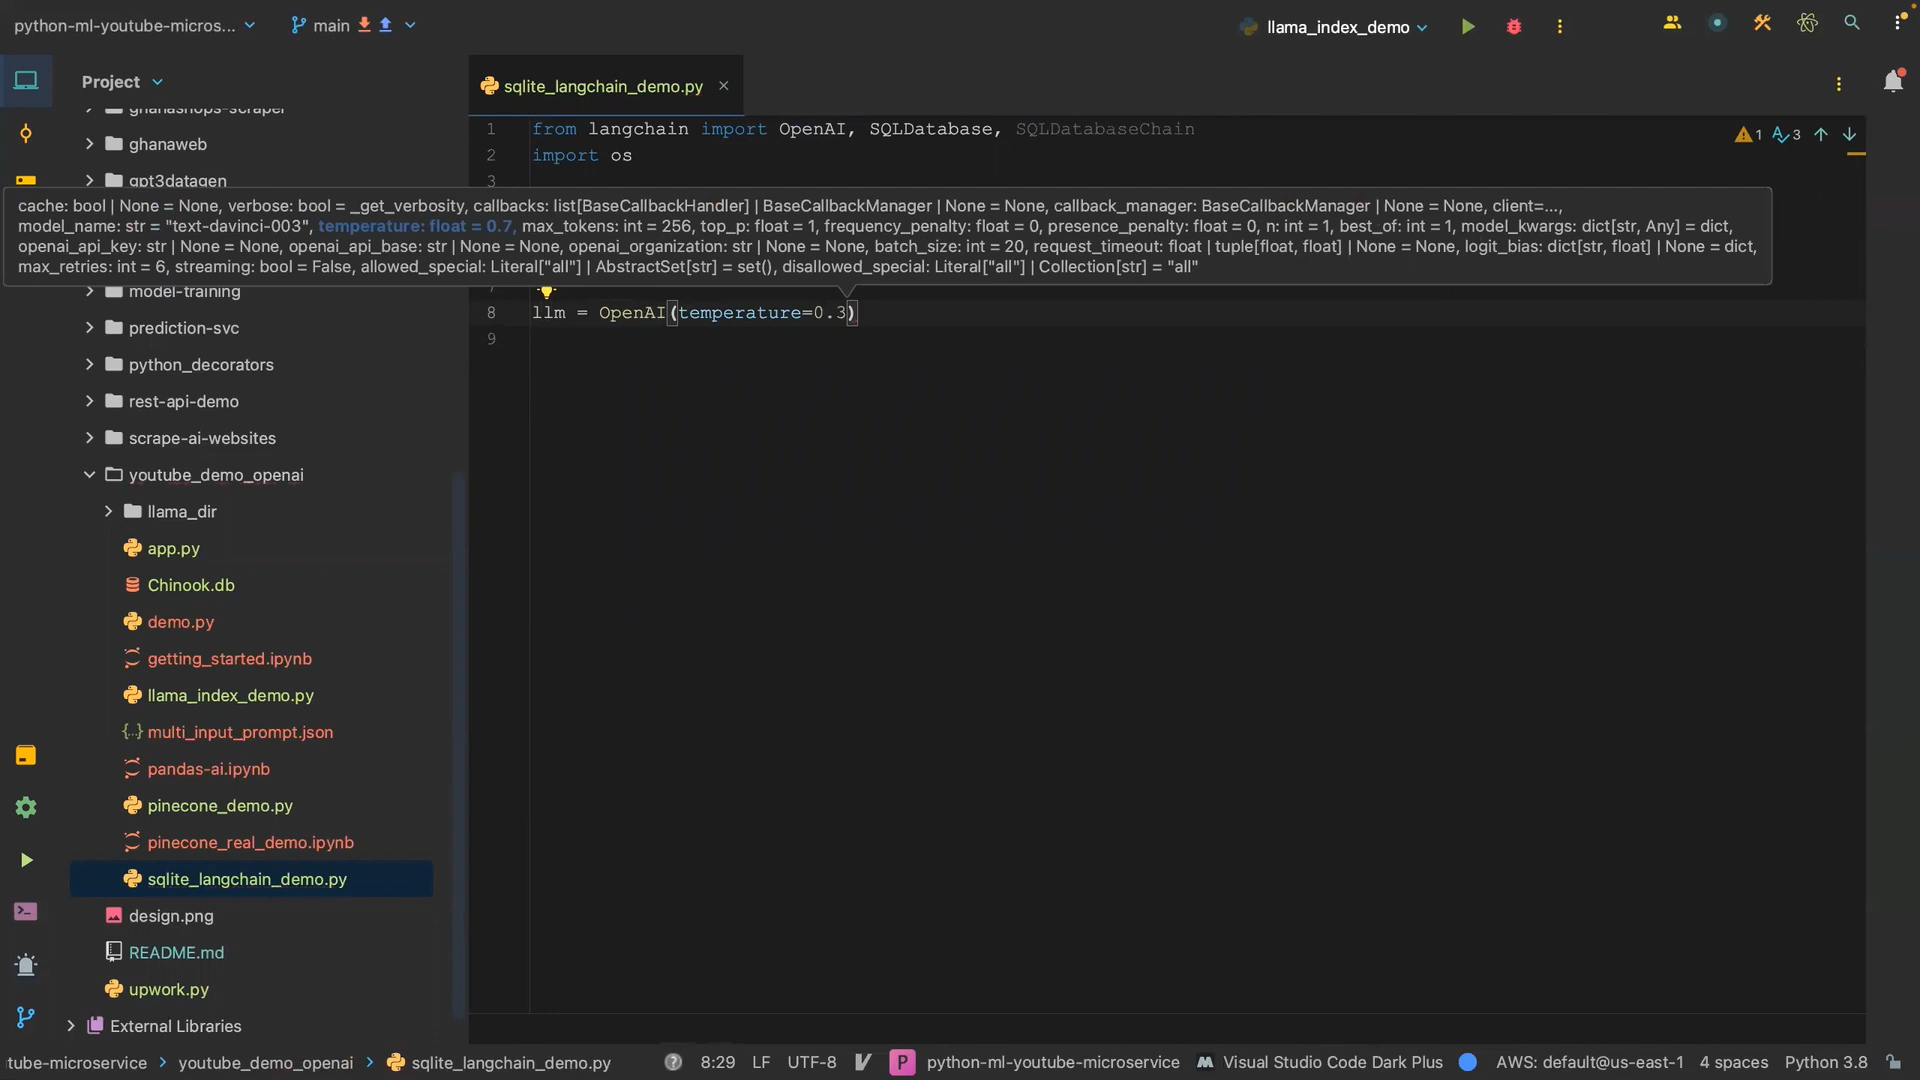 python-ml-youtube-micros...
main
llama_index_demo
Project
sqlite_langchain_demo.py
ghanashops-scraper
ghanaweb
gpt3datagen
model-training
prediction-svc
python_decorators
rest-api-demo
scrape-ai-websites
youtube_demo_openai
llama_dir
app.py
Chinook.db
demo.py
getting_started.ipynb
llama_index_demo.py
multi_input_prompt.json
pandas-ai.ipynb
pinecone_demo.py
pinecone_real_demo.ipynb
sqlite_langchain_demo.py
design.png
README.md
upwork.py
External Libraries
1 from langchain import OpenAI, SQLDatabase, SQLDatabaseChain
2 import os
3
1 3
cache: bool | None = None, verbose: bool = _get_verbosity, callbacks: list[BaseCallbackHandler] | BaseCallbackManager | None = None, callback_manager: BaseCallbackManager | None = None, client=...,
model_name: str = "text-davinci-003", temperature: float = 0.7, max_tokens: int = 256, top_p: float = 1, frequency_penalty: float = 0, presence_penalty: float = 0, n: int = 1, best_of: int = 1, model_kwargs: dict[str, Any] = dict,
openai_api_key: str | None = None, openai_api_base: str | None = None, openai_organization: str | None = None, batch_size: int = 20, request_timeout: float | tuple[float, float] | None = None, logit_bias: dict[str, float] | None = dict,
max_retries: int = 6, streaming: bool = False, allowed_special: Literal["all"] | AbstractSet[str] = set(), disallowed_special: Literal["all"] | Collection[str] = "all"
8 llm = OpenAI(temperature=0.3)
9
tube-microservice > youtube_demo_openai > sqlite_langchain_demo.py
8:29 LF UTF-8 P python-ml-youtube-microservice Visual Studio Code Dark Plus AWS: default@us-east-1 4 spaces Python 3.8